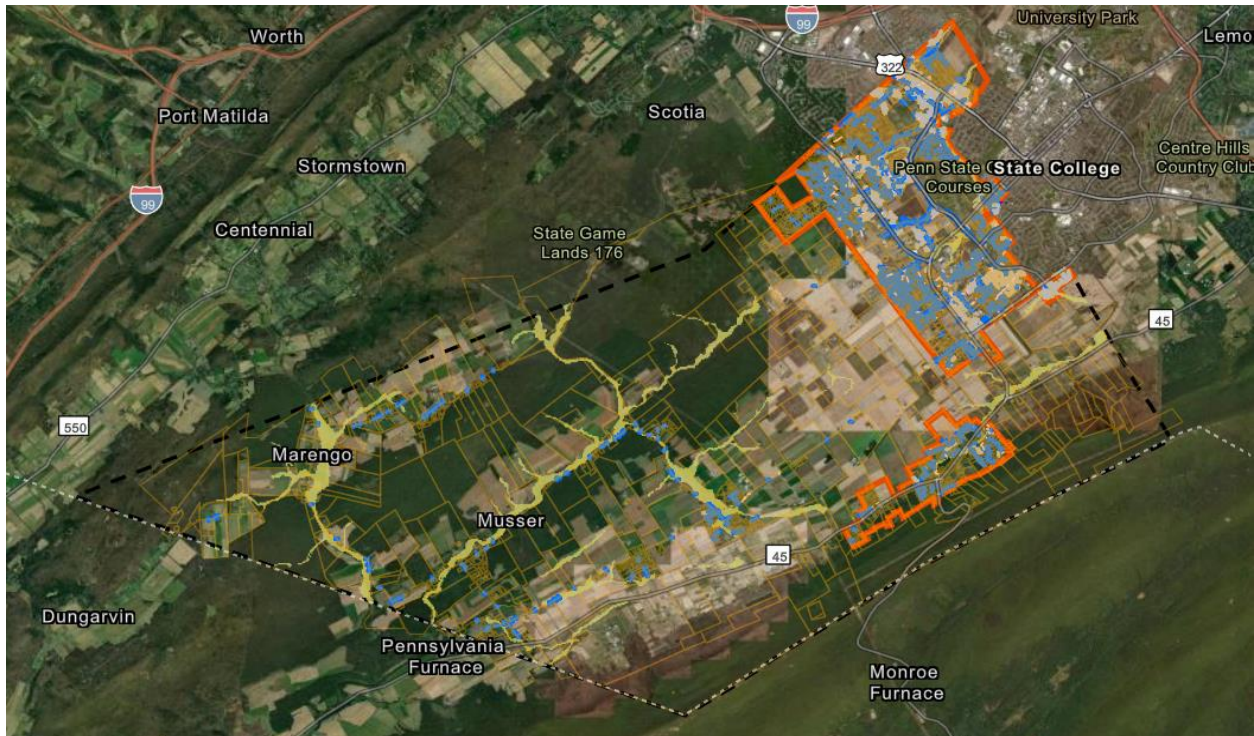 99
University Park
Worth
Lemo
322
Port Matilda
Scotia
Stormstown
Centre Hills
Country Club
Penn State G
Courses
State College
99
Centennial
State Game
Lands 176
45
550
Marengo
Musser
45
Dungarvin
Pennsylvania
Furnace
Monroe
Furnace